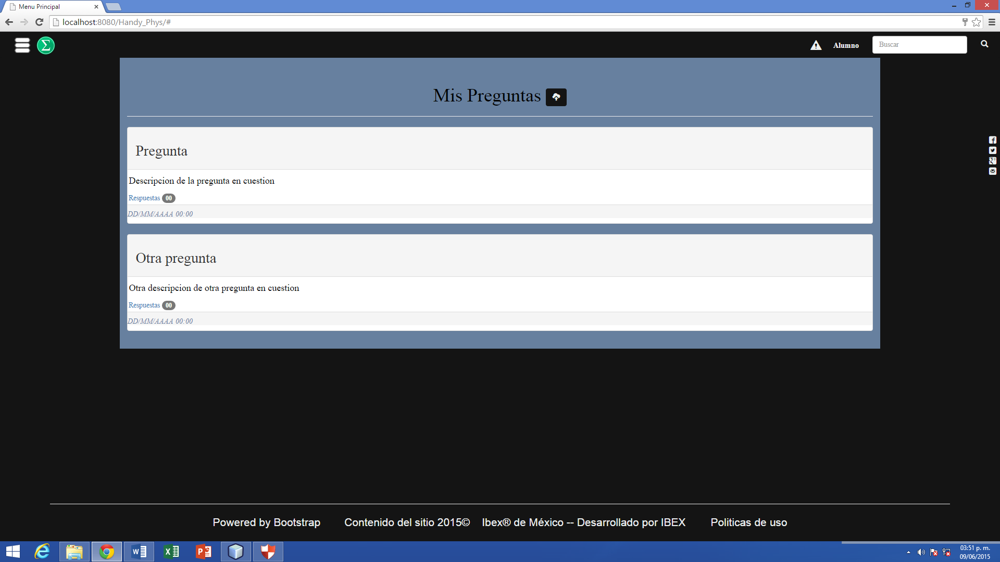 Menu Principal
localhost:8080/Handy_Phys/#
Σ
Alumno
Buscar
Mis Preguntas
Pregunta
Descripcion de la pregunta en cuestion
Respuestas 00
DD/MM/AAAA 00:00
Otra pregunta
Otra descripcion de otra pregunta en cuestion
Respuestas 00
DD/MM/AAAA 00:00
Powered by Bootstrap Contenido del sitio 2015© Ibex® de México -- Desarrollado por IBEX Politicas de uso
03:51 p. m.
09/06/2015